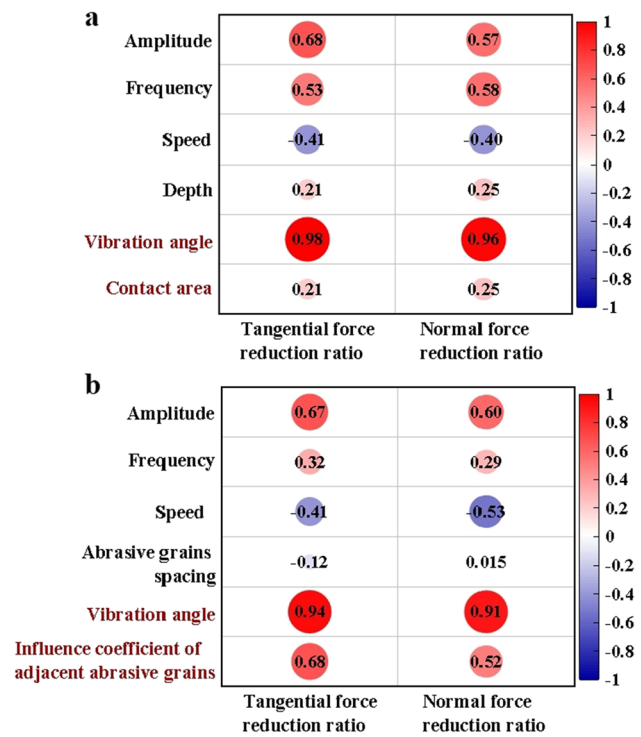 a
Amplitude 0.68 0.57
Frequency 0.53 0.58
Speed -0.41 -0.40
Depth 0.21 0.25
Vibration angle 0.98 0.96
Contact area 0.21 0.25
Tangential force Normal force
reduction ratio reduction ratio
1
0.8
0.6
0.4
0.2
0
-0.2
-0.4
-0.6
-0.8
-1
b
Amplitude 0.67 0.60
Frequency 0.32 0.29
Speed -0.41 -0.53
Abrasive grains
spacing -0.12 0.015
Vibration angle 0.94 0.91
Influence coefficient of
adjacent abrasive grains 0.68 0.52
Tangential force Normal force
reduction ratio reduction ratio
1
0.8
0.6
0.4
0.2
0
-0.2
-0.4
-0.6
-0.8
-1